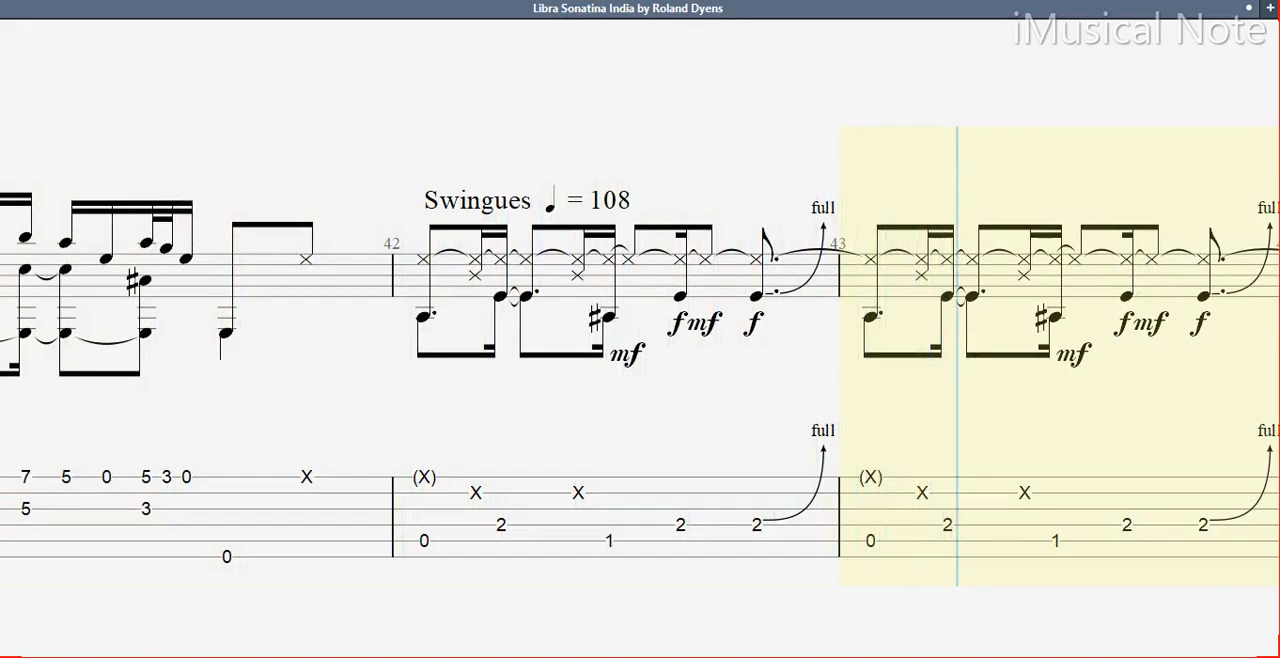 Libra Sonatina India by Roland Dyens
iMusical Note
Swingues ♩ = 108
full full
42 43 4
f mf f f mf f
mf mf
full full
7 5 0 5 3 0 X (X) (X)
X X X X
5 3
2 2 2 2 2 2
0 1 0 1
0